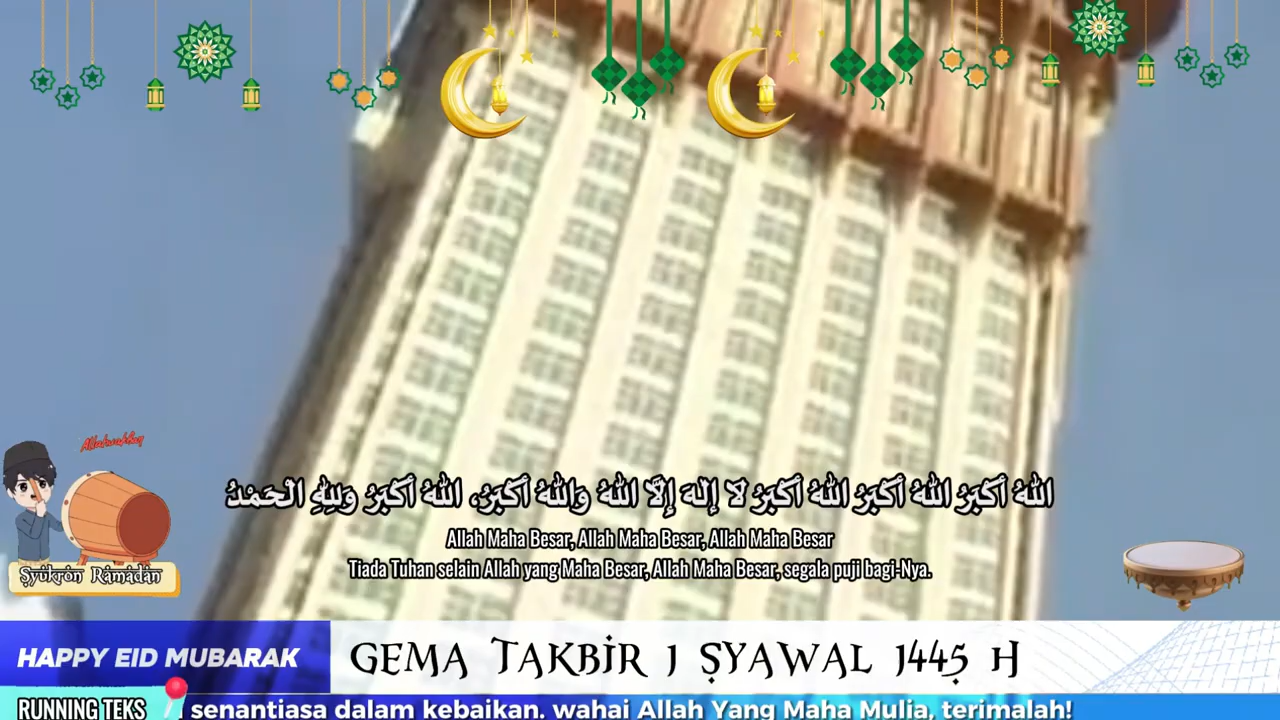 Allahuakbar
اللهُ أَكْبَرُ اللهُ أَكْبَرُ اللهُ أَكْبَرُ لَا إِلٰهَ إِلَّا اللهُ وَاللهُ أَكْبَرُ، اللهُ أَكْبَرُ وَلِلّٰهِ الْحَمْدُ
Allah Maha Besar, Allah Maha Besar, Allah Maha Besar
Tiada Tuhan selain Allah yang Maha Besar, Allah Maha Besar, segala puji bagi-Nya.
Syukron Ramadan
HAPPY EID MUBARAK
GEMA TAKBIR 1 SYAWAL 1445 H
RUNNING TEKS
senantiasa dalam kebaikan. wahai Allah Yang Maha Mulia, terimalah!